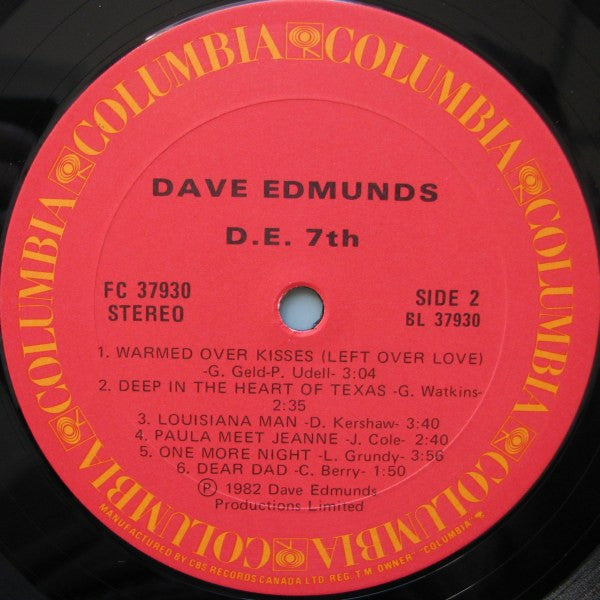 COLUMBIA COLUMBIA COLUMBIA COLUMBIA COLUMBIA COLUMBIA
DAVE EDMUNDS
D.E. 7th
FC 37930
STEREO
SIDE 2
BL 37930
1. WARMED OVER KISSES (LEFT OVER LOVE)
-G. Geld-P. Udell- 3:04
2. DEEP IN THE HEART OF TEXAS -G. Watkins-
2:35
3. LOUISIANA MAN -D. Kershaw- 3:40
4. PAULA MEET JEANNE -J. Cole- 2:40
5. ONE MORE NIGHT -L. Grundy- 3:56
6. DEAR DAD -C. Berry- 1:50
Ⓟ 1982 Dave Edmunds
Productions Limited
MANUFACTURED BY CBS RECORDS CANADA LTD. REG. T.M. OWNER "COLUMBIA"